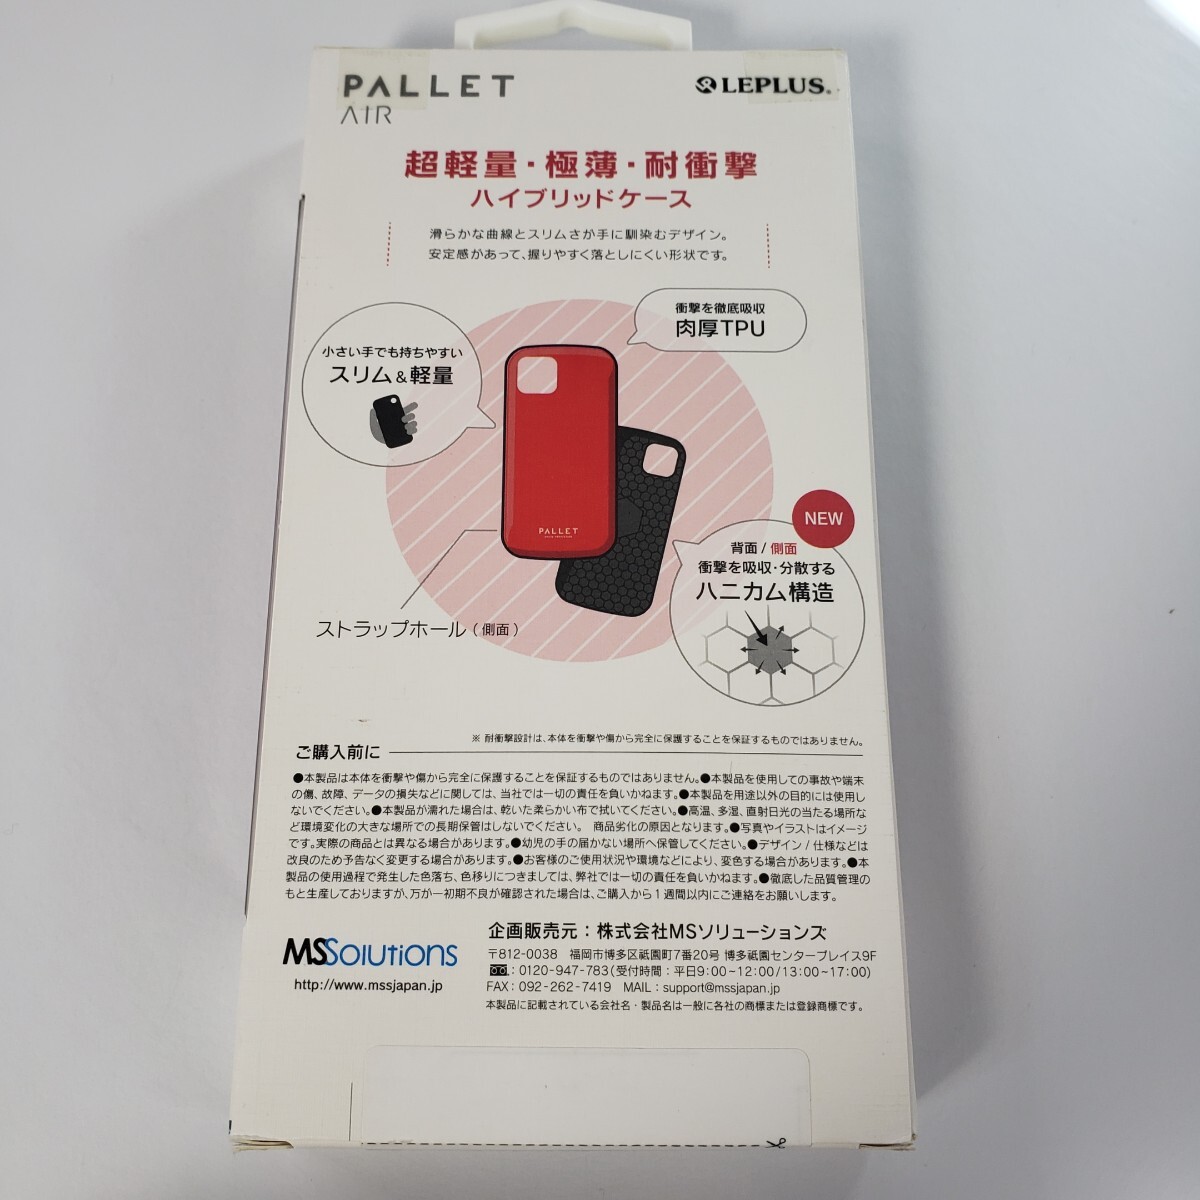 PALLET
AIR
LEPLUS®
超軽量・極薄・耐衝撃
ハイブリッドケース
滑らかな曲線とスリムさが手に馴染むデザイン。
安定感があって、握りやすく落としにくい形状です。
衝撃を徹底吸収
肉厚TPU
小さい手でも持ちやすい
スリム&軽量
PALLET
NEW
背面 / 側面
衝撃を吸収・分散する
ハニカム構造
ストラップホール (側面)
※ 耐衝撃設計は、本体を衝撃や傷から完全に保護することを保証するものではありません。
ご購入前に
●本製品は本体を衝撃や傷から完全に保護することを保証するものではありません。●本製品を使用しての事故や端末
の傷、故障、データの損失などに関しては、当社では一切の責任を負いかねます。●本製品を用途以外の目的には使用し
ないでください。●本製品が濡れた場合は、乾いた柔らかい布で拭いてください。●高温、多湿、直射日光の当たる場所な
ど環境変化の大きな場所での長期保管はしないでください。 商品劣化の原因となります。●写真やイラストはイメージ
です。実際の商品とは異なる場合があります。●幼児の手の届かない場所へ保管してください。●デザイン / 仕様などは
改良のため予告なく変更する場合があります。●お客様のご使用状況や環境などにより、変色する場合があります。●本
製品の使用過程で発生した色落ち、色移りにつきましては、弊社では一切の責任を負いかねます。●徹底した品質管理の
もと生産しておりますが、万が一初期不良が確認された場合は、ご購入から1週間以内にご連絡をお願いします。
MSSolutions
http://www.mssjapan.jp
企画販売元：株式会社MSソリューションズ
〒812-0038 福岡市博多区祇園町7番20号 博多祇園センタープレイス9F
: 0120-947-783(受付時間：平日9:00~12:00/13:00~17:00)
FAX : 092-262-7419 MAIL : support@mssjapan.jp
本製品に記載されている会社名・製品名は一般に各社の商標または登録商標です。